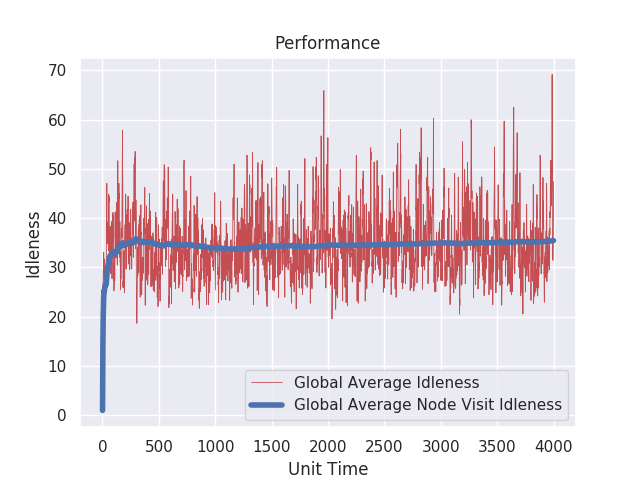 Performance
70
60
50
40
30
20
10
0
Idleness
Global Average Idleness
Global Average Node Visit Idleness
0 500 1000 1500 2000 2500 3000 3500 4000
Unit Time